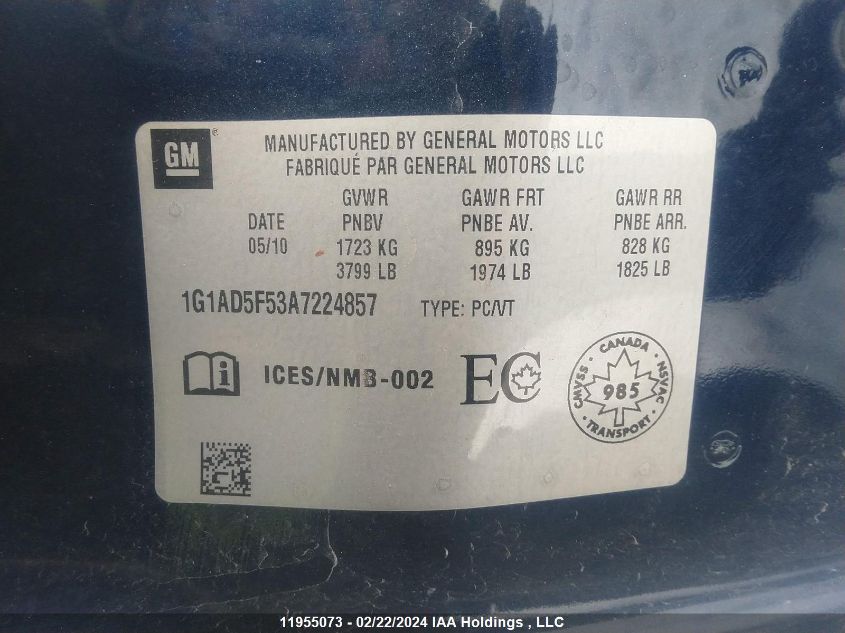 GM®
MANUFACTURED BY GENERAL MOTORS LLC
FABRIQUÉ PAR GENERAL MOTORS LLC
GVWR GAWR FRT GAWR RR
DATE PNBV PNBE AV. PNBE ARR.
05/10 1723 KG 895 KG 828 KG
3799 LB 1974 LB 1825 LB
1G1AD5F53A7224857 TYPE: PC/VT
i ICES/NMB-002 EC
CANADA
CMVSS 985 NSVAC
TRANSPORT
11955073 - 02/22/2024 IAA Holdings , LLC